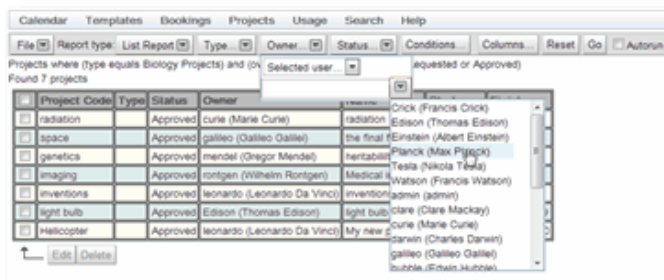 Calendar Templates Bookings Projects Usage Search Help
File Report type: List Report Type... Owner... Status... Conditions... Columns... Reset Go Autorun
Projects where (type equals Biology Projects) and (ov equested or Approved)
Selected user...
Found 7 projects
Project Code Type Status Owner Name
radiation Approved curie (Marie Curie) radiation
space Approved galileo (Galileo Galilei) the final f
genetics Approved mendel (Gregor Mendel) heritabilit
imaging Approved rontgen (Wilhelm Rontgen) Medical i
inventions Approved leonardo (Leonardo Da Vinci) invention
light bulb Approved Edison (Thomas Edison) light bulb
Helicopter Approved leonardo (Leonardo Da Vinci) My new p
Crick (Francis Crick)
Edison (Thomas Edison)
Einstein (Albert Einstein)
Planck (Max Planck)
Tesla (Nikola Tesla)
Watson (Francis Watson)
admin (admin)
clare (Clare Mackay)
curie (Marie Curie)
darwin (Charles Darwin)
galileo (Galileo Galilei)
hubble (Edwin Hubble)
Edit Delete